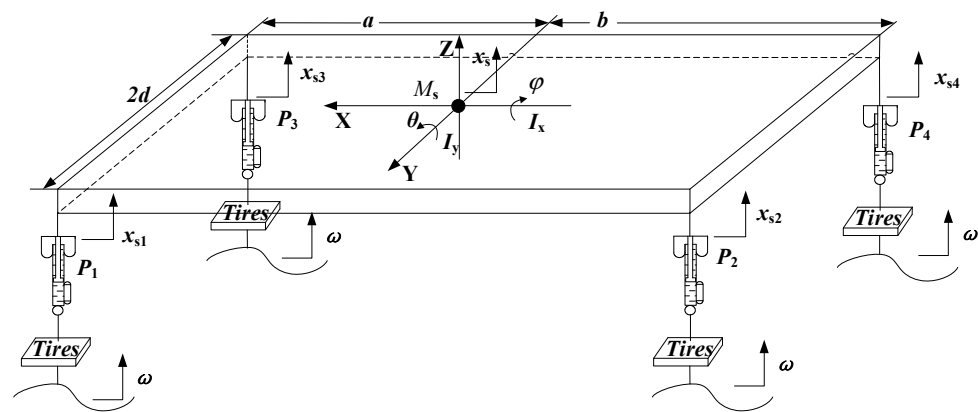 a
b
2d
Z
x_s
x_s3
x_s4
M_s
φ
P_3
X
I_x
P_4
θ
I_y
Y
Tires
Tires
x_s1
x_s2
ω
ω
P_1
P_2
Tires
Tires
ω
ω